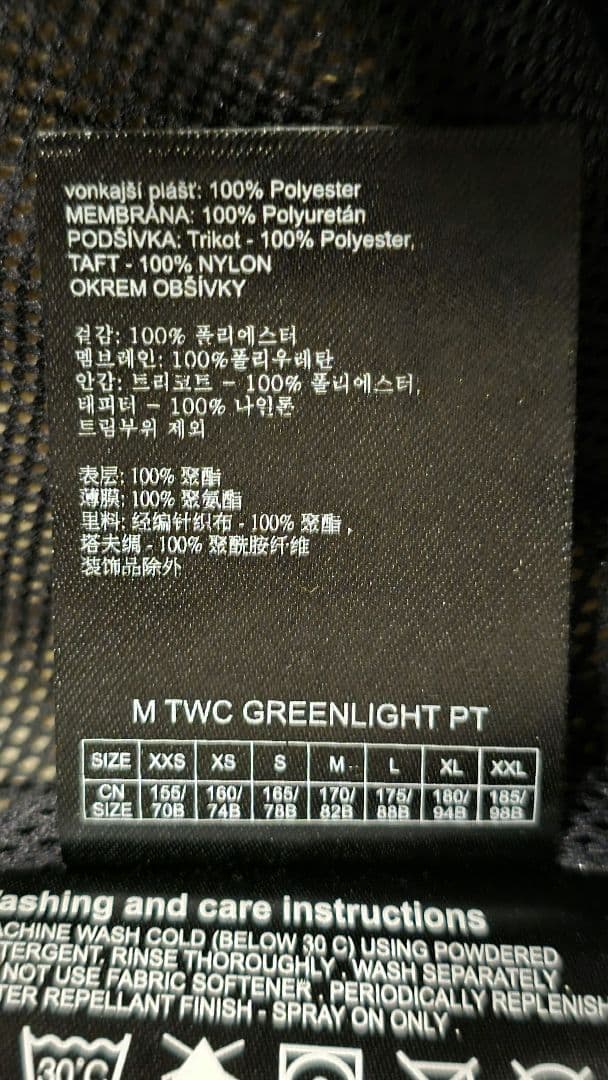 vonkajší plášť: 100% Polyester
MEMBRÁNA: 100% Polyuretán
PODŠÍVKA: Trikot - 100% Polyester,
TAFT - 100% NYLON
OKREM OBŠÍVKY
겉감: 100% 폴리에스터
멤브레인: 100%폴리우레탄
안감: 트리코트 – 100% 폴리에스터,
태피터 – 100% 나일론
트림부위 제외
表层: 100% 聚酯
薄膜: 100% 聚氨酯
里料: 经编针织布 - 100% 聚酯,
塔夫绸 - 100% 聚酰胺纤维
装饰品除外
M TWC GREENLIGHT PT
SIZE XXS XS S M L XL XXL
CN SIZE 155/70B 160/74B 165/78B 170/82B 175/88B 180/94B 185/98B
ashing and care instructions
ACHINE WASH COLD (BELOW 30 C) USING POWDERED
TERGENT. RINSE THOROUGHLY. WASH SEPARATELY.
NOT USE FABRIC SOFTENER. PERIODICALLY REPLENISH
TER REPELLANT FINISH - SPRAY ON ONLY.
30°C